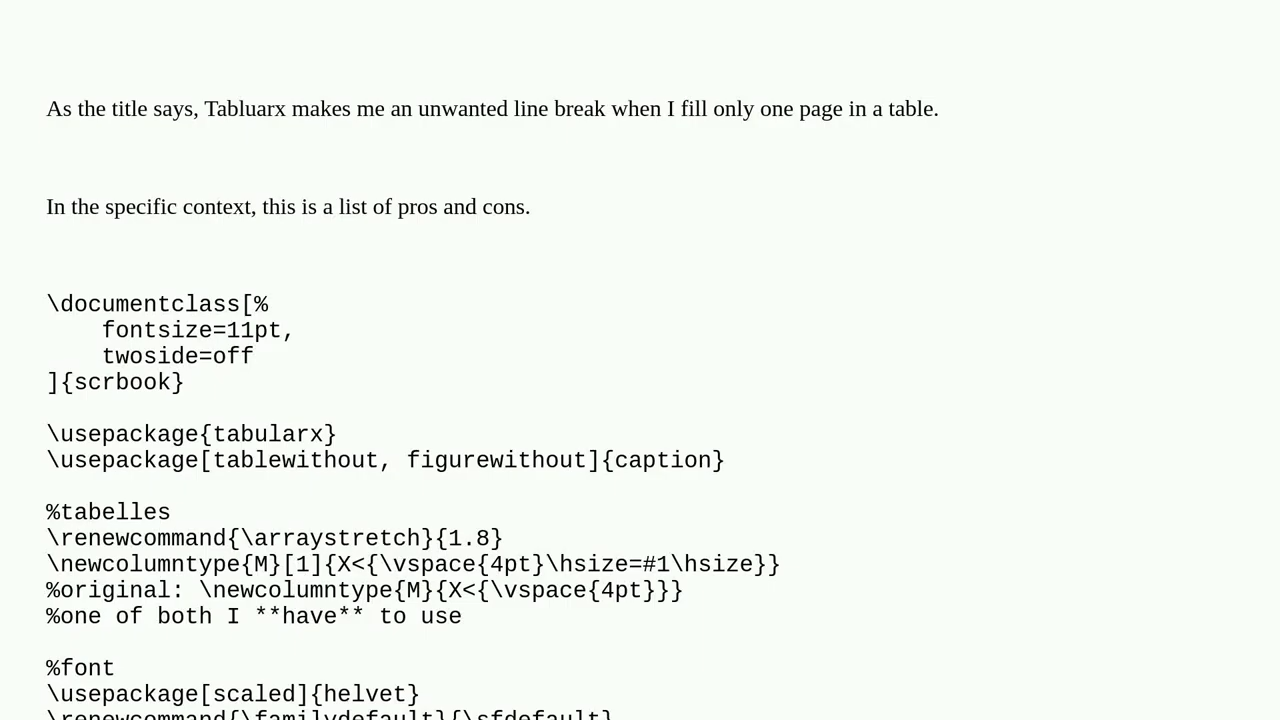 As the title says, Tabluarx makes me an unwanted line break when I fill only one page in a table.
In the specific context, this is a list of pros and cons.
\documentclass[%
    fontsize=11pt,
    twoside=off
]{scrbook}
\usepackage{tabularx}
\usepackage[tablewithout, figurewithout]{caption}
%tabelles
\renewcommand{\arraystretch}{1.8}
\newcolumntype{M}[1]{X<{\vspace{4pt}\hsize=#1\hsize}}
%original: \newcolumntype{M}{X<{\vspace{4pt}}}
%one of both I **have** to use
%font
\usepackage[scaled]{helvet}
\renewcommand{\familydefault}{\sfdefault}